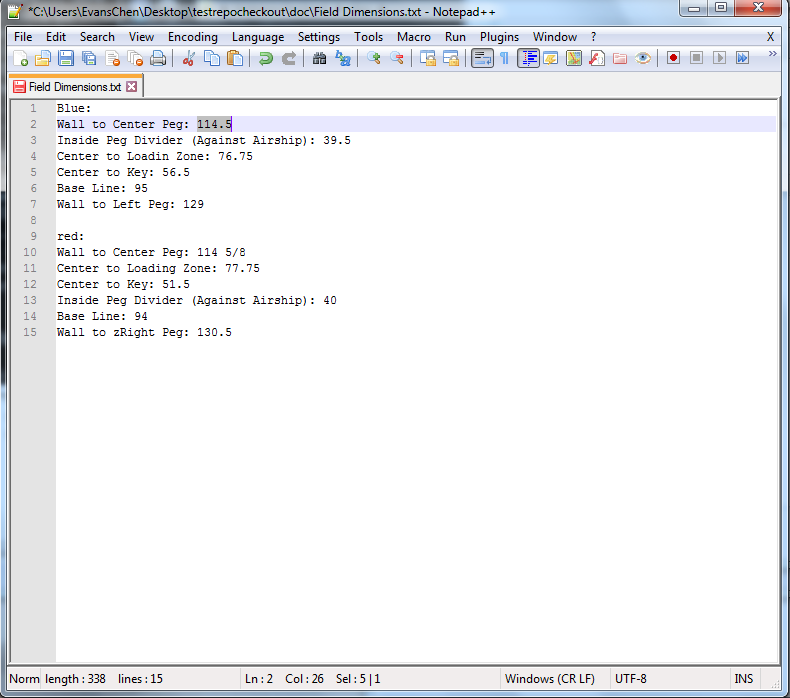 *C:\Users\EvansChen\Desktop\testrepocheckout\doc\Field Dimensions.txt - Notepad++
File Edit Search View Encoding Language Settings Tools Macro Run Plugins Window ? X
Field Dimensions.txt
1 Blue:
2 Wall to Center Peg: 114.5
3 Inside Peg Divider (Against Airship): 39.5
4 Center to Loadin Zone: 76.75
5 Center to Key: 56.5
6 Base Line: 95
7 Wall to Left Peg: 129
8
9 red:
10 Wall to Center Peg: 114 5/8
11 Center to Loading Zone: 77.75
12 Center to Key: 51.5
13 Inside Peg Divider (Against Airship): 40
14 Base Line: 94
15 Wall to zRight Peg: 130.5
Norm length : 338 lines : 15 Ln : 2 Col : 26 Sel : 5 | 1 Windows (CR LF) UTF-8 INS